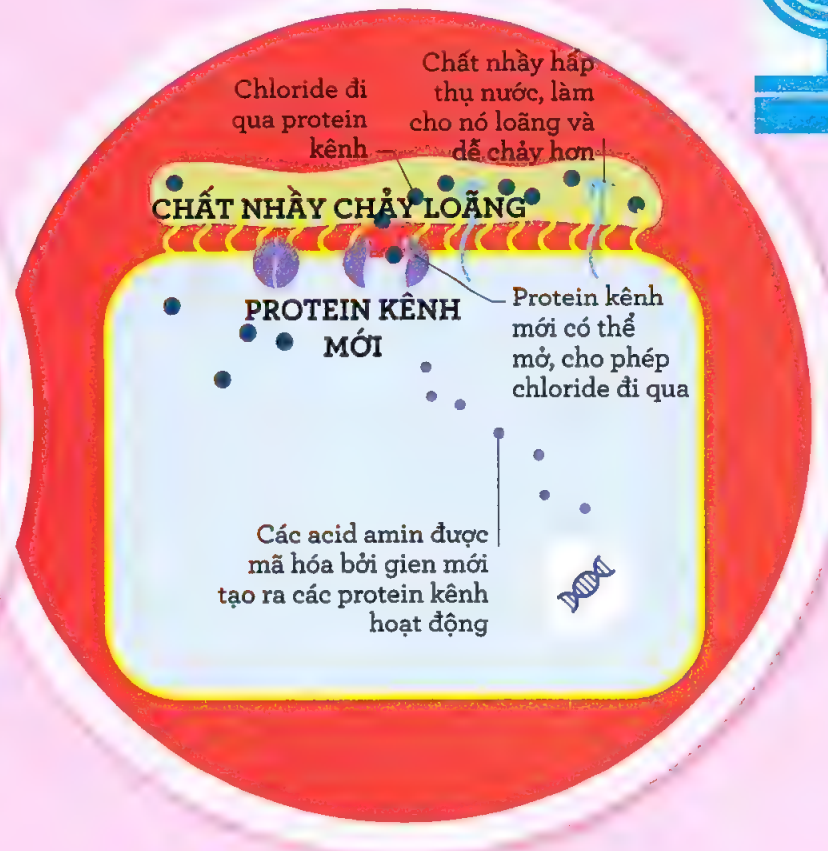 Chloride đi
qua protein
kênh
Chất nhầy hấp
thụ nước, làm
cho nó loãng và
dễ chảy hơn
CHẤT NHẦY CHẢY LOÃNG
PROTEIN KÊNH
MỚI
Protein kênh
mới có thể
mở, cho phép
chloride đi qua
Các acid amin được
mã hóa bởi gien mới
tạo ra các protein kênh
hoạt động